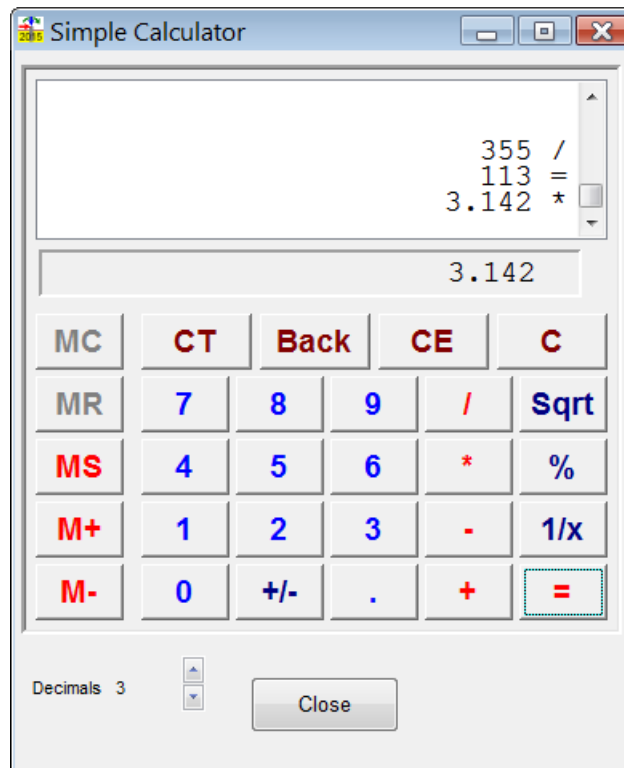 2015 Simple Calculator
355 /
113 =
3.142 *
3.142
MC CT Back CE C
MR 7 8 9 / Sqrt
MS 4 5 6 * %
M+ 1 2 3 - 1/x
M- 0 +/- . + =
Decimals 3
Close